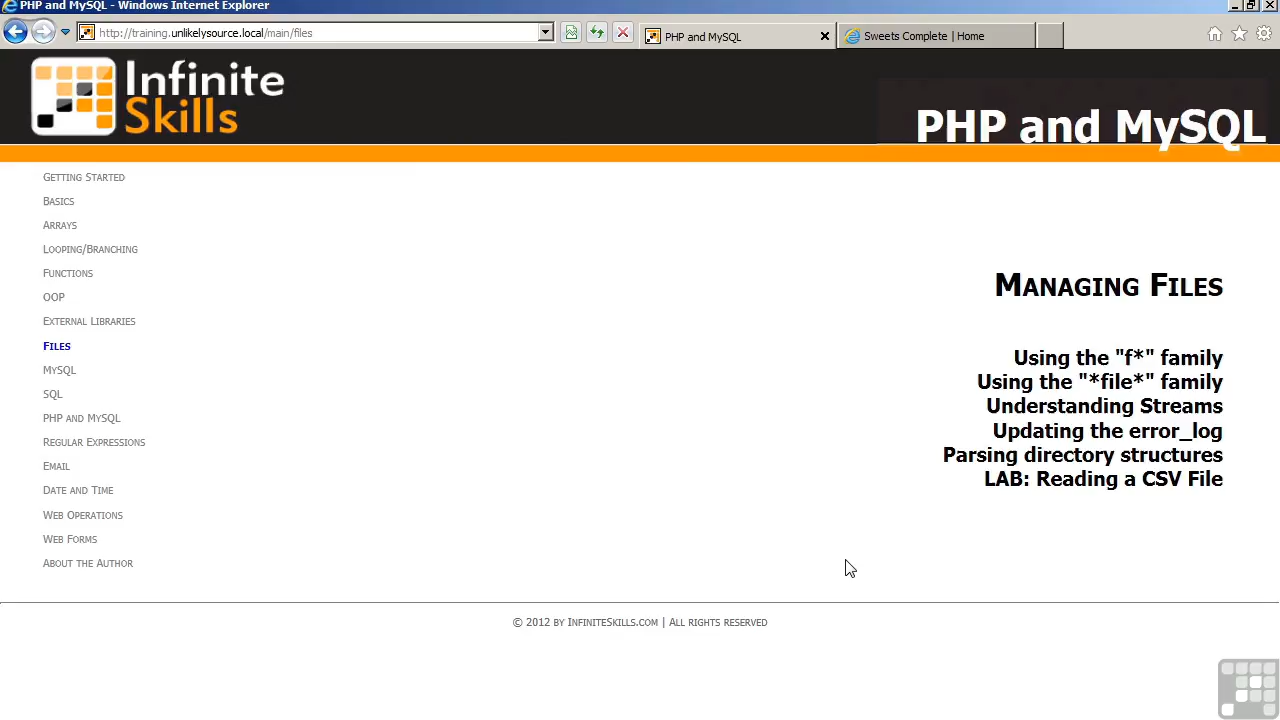 PHP and MySQL - Windows Internet Explorer
http://training.unlikelysource.local/main/files
PHP and MySQL
Sweets Complete | Home
Infinite
Skills
PHP and MySQL
GETTING STARTED
BASICS
ARRAYS
LOOPING/BRANCHING
FUNCTIONS
OOP
EXTERNAL LIBRARIES
FILES
MYSQL
SQL
PHP AND MYSQL
REGULAR EXPRESSIONS
EMAIL
DATE AND TIME
WEB OPERATIONS
WEB FORMS
ABOUT THE AUTHOR
MANAGING FILES
Using the "f*" family
Using the "*file*" family
Understanding Streams
Updating the error_log
Parsing directory structures
LAB: Reading a CSV File
© 2012 BY INFINITESKILLS.COM | ALL RIGHTS RESERVED